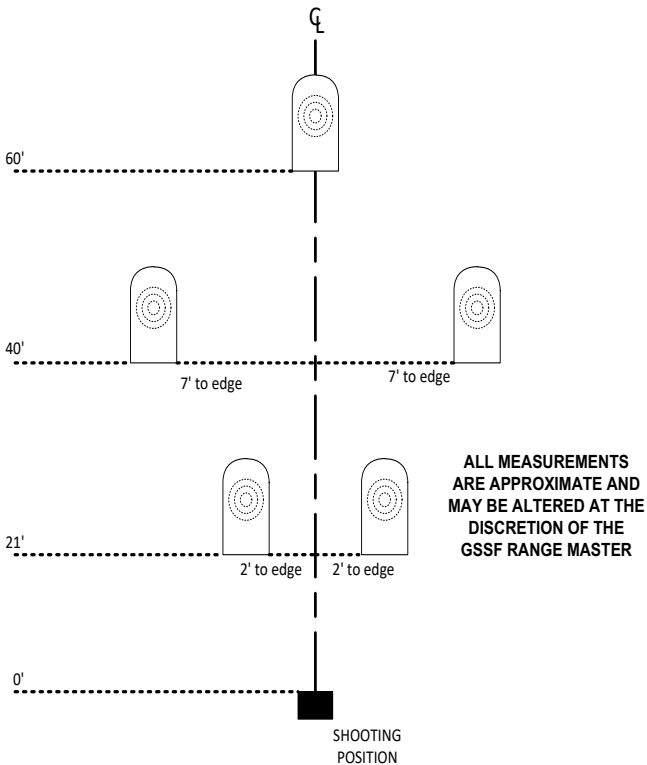 ℄
60'
40'
7' to edge
7' to edge
ALL MEASUREMENTS
ARE APPROXIMATE AND
MAY BE ALTERED AT THE
DISCRETION OF THE
GSSF RANGE MASTER
21'
2' to edge
2' to edge
0'
SHOOTING
POSITION